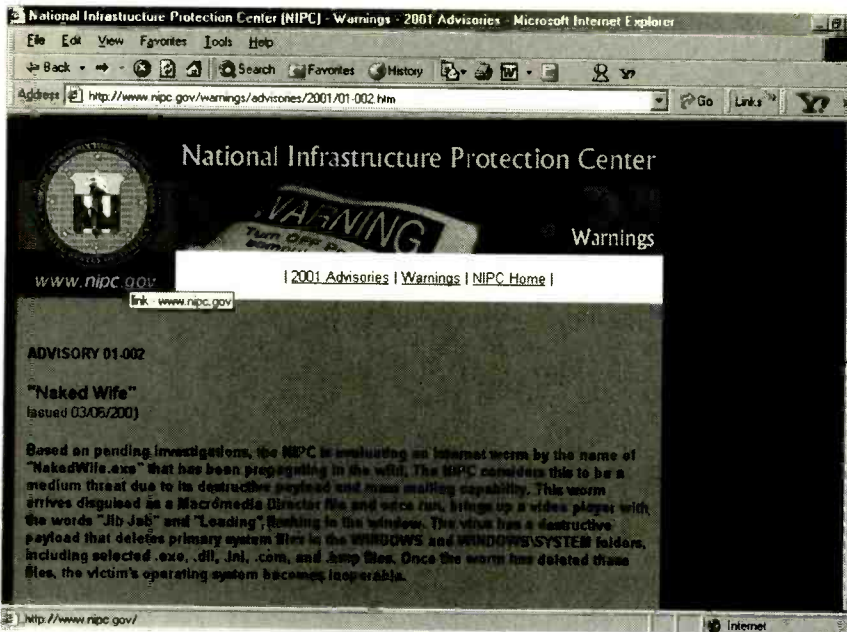 National Infrastructure Protection Center (NIPC) - Warnings - 2001 Advisories - Microsoft Internet Explorer
File Edit View Favorites Tools Help
Back Search Favorites History
Address http://www.nipc.gov/warnings/advisories/2001/01-002.htm Go Links
National Infrastructure Protection Center
WARNING
Turn OFF
Warnings
www.nipc.gov
| 2001 Advisories | Warnings | NIPC Home |
link - www.nipc.gov
ADVISORY 01-002
"Naked Wife"
Issued 03/06/2001
Based on pending investigations, the NIPC is evaluating an Internet worm by the name of
"NakedWife.exe" that has been propagating in the wild. The NIPC considers this to be a
medium threat due to its destructive payload and mass mailing capability. This worm
arrives disguised as a Macromedia Director file and once run, brings up a video player with
the words "Jib Jab" and "Loading", flashing in the window. The virus has a destructive
payload that deletes primary system files in the WINDOWS and WINDOWS\SYSTEM folders,
including selected .exe, .dll, .ini, .com, and .bmp files. Once the worm has deleted these
files, the victim's operating system becomes inoperable.
http://www.nipc.gov/ Internet